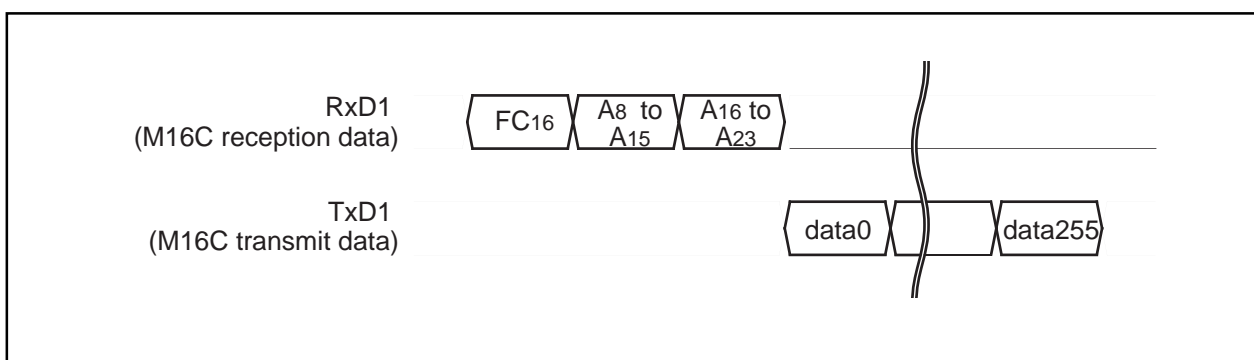 RxD1
(M16C reception data)
FC16
A8 to
A15
A16 to
A23
TxD1
(M16C transmit data)
data0
data255